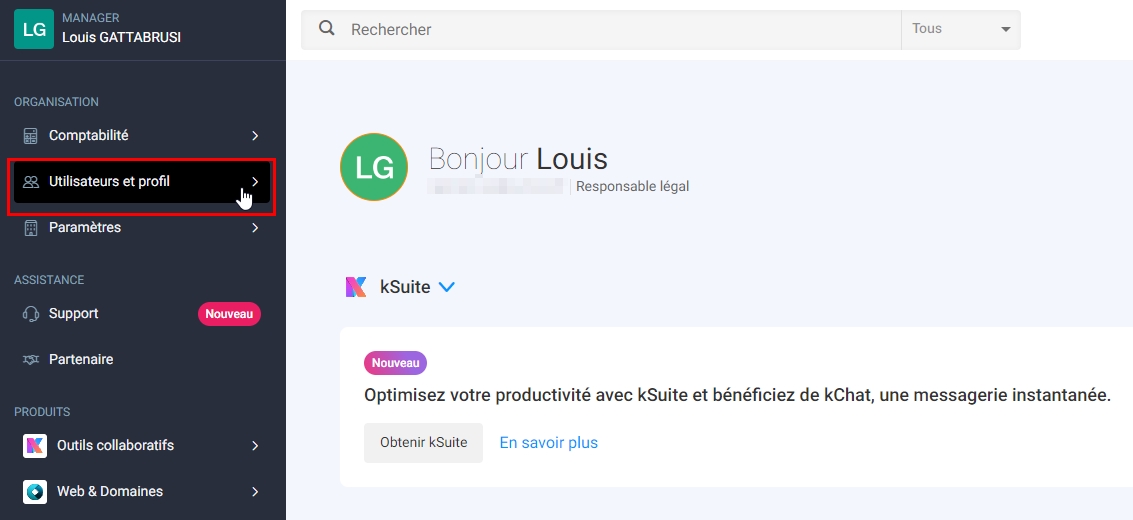 LG
MANAGER
Louis GATTABRUSI
ORGANISATION
Comptabilité
Utilisateurs et profil
Paramètres
ASSISTANCE
Support
Nouveau
Partenaire
PRODUITS
Outils collaboratifs
Web & Domaines
Rechercher
Tous
LG
Bonjour Louis
Responsable légal
kSuite
Nouveau
Optimisez votre productivité avec kSuite et bénéficiez de kChat, une messagerie instantanée.
Obtenir kSuite
En savoir plus